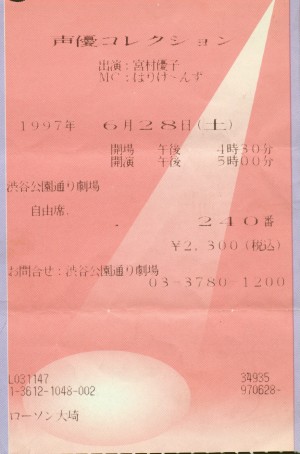 声優コレクション
出演:宮村優子
MC:はりけ〜んず
1997年 6月28日(土)
開場 午後 4時30分
開演 午後 5時00分
渋谷公園通り劇場
自由席
240番
¥2,300(税込)
お問合せ:渋谷公園通り劇場
03-3780-1200
L031147 34935
1-3612-1048-002 970628-
ローソン大崎